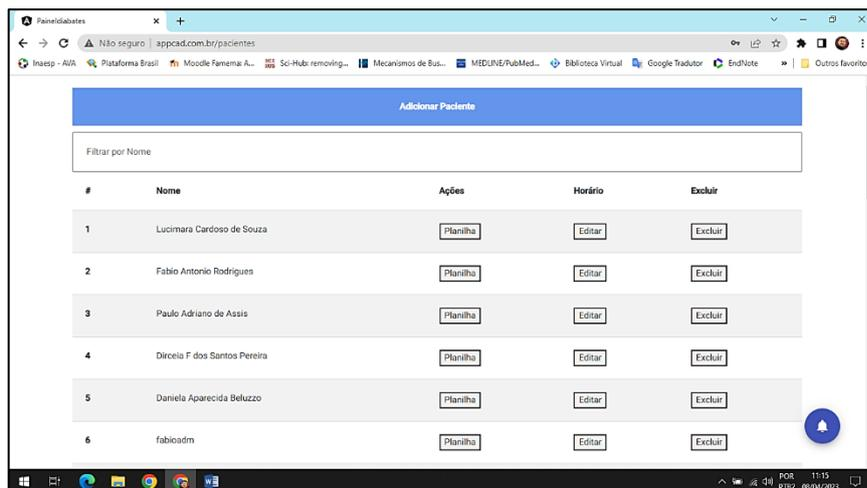 Paineldiabates
Não seguro | appcad.com.br/pacientes
Inaesp - AVA Plataforma Brasil Moodle Famema: A... Sci-Hub: removing... Mecanismos de Bus... MEDLINE/PubMed... Biblioteca Virtual Google Tradutor EndNote » Outros favoritos
Adicionar Paciente
Filtrar por Nome
# Nome Ações Horário Excluir
1 Lucimara Cardoso de Souza Planilha Editar Excluir
2 Fabio Antonio Rodrigues Planilha Editar Excluir
3 Paulo Adriano de Assis Planilha Editar Excluir
4 Dirceia F dos Santos Pereira Planilha Editar Excluir
5 Daniela Aparecida Beluzzo Planilha Editar Excluir
6 fabioadm Planilha Editar Excluir
POR 11:15
PTB2 08/04/2023